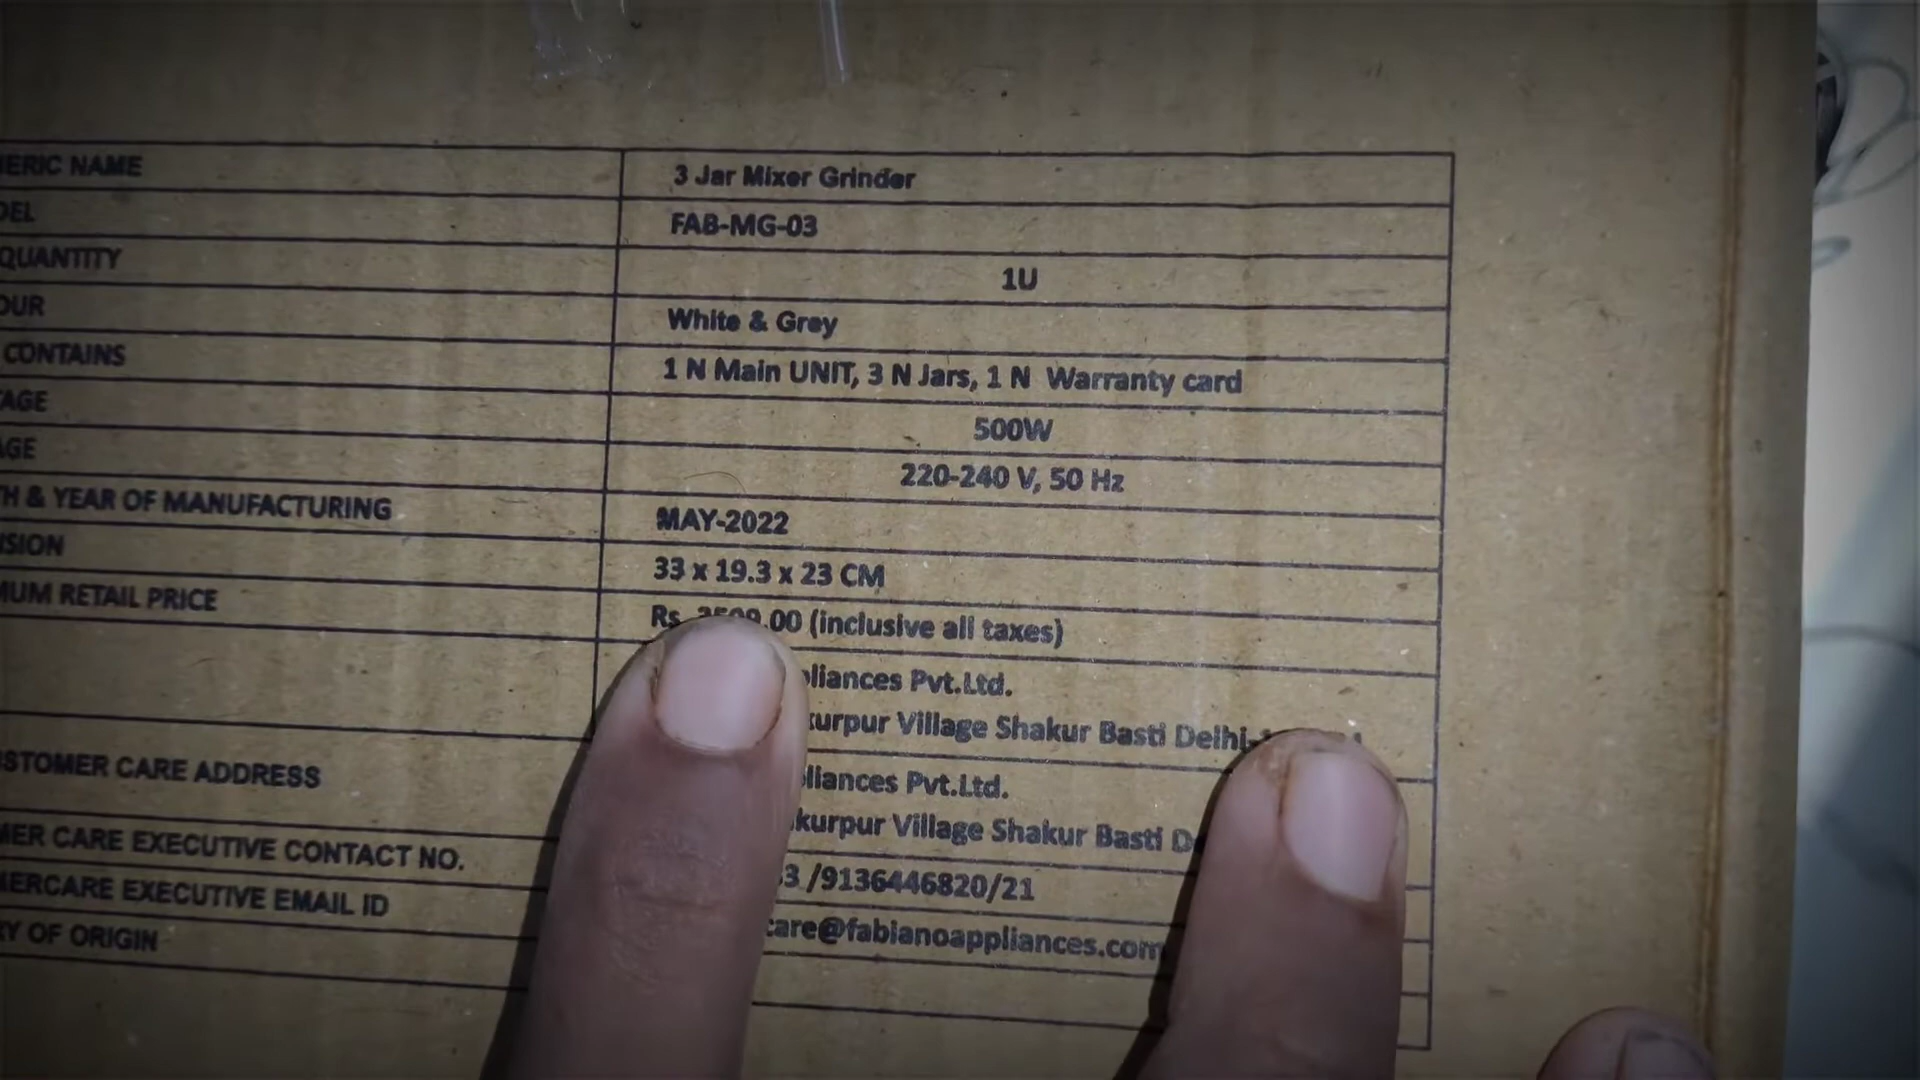 ERIC NAME 3 Jar Mixer Grinder
DEL FAB-MG-03
QUANTITY 1U
OUR White & Grey
CONTAINS 1 N Main UNIT, 3 N Jars, 1 N Warranty card
AGE 500W
AGE 220-240 V, 50 Hz
H & YEAR OF MANUFACTURING MAY-2022
SION 33 x 19.3 x 23 CM
MUM RETAIL PRICE Rs. .00 (inclusive all taxes)
pliances Pvt.Ltd.
kurpur Village Shakur Basti Delhi-
STOMER CARE ADDRESS pliances Pvt.Ltd.
kurpur Village Shakur Basti D
MER CARE EXECUTIVE CONTACT NO. 3 /9136446820/21
MERCARE EXECUTIVE EMAIL ID care@fabianoappliances.com
RY OF ORIGIN